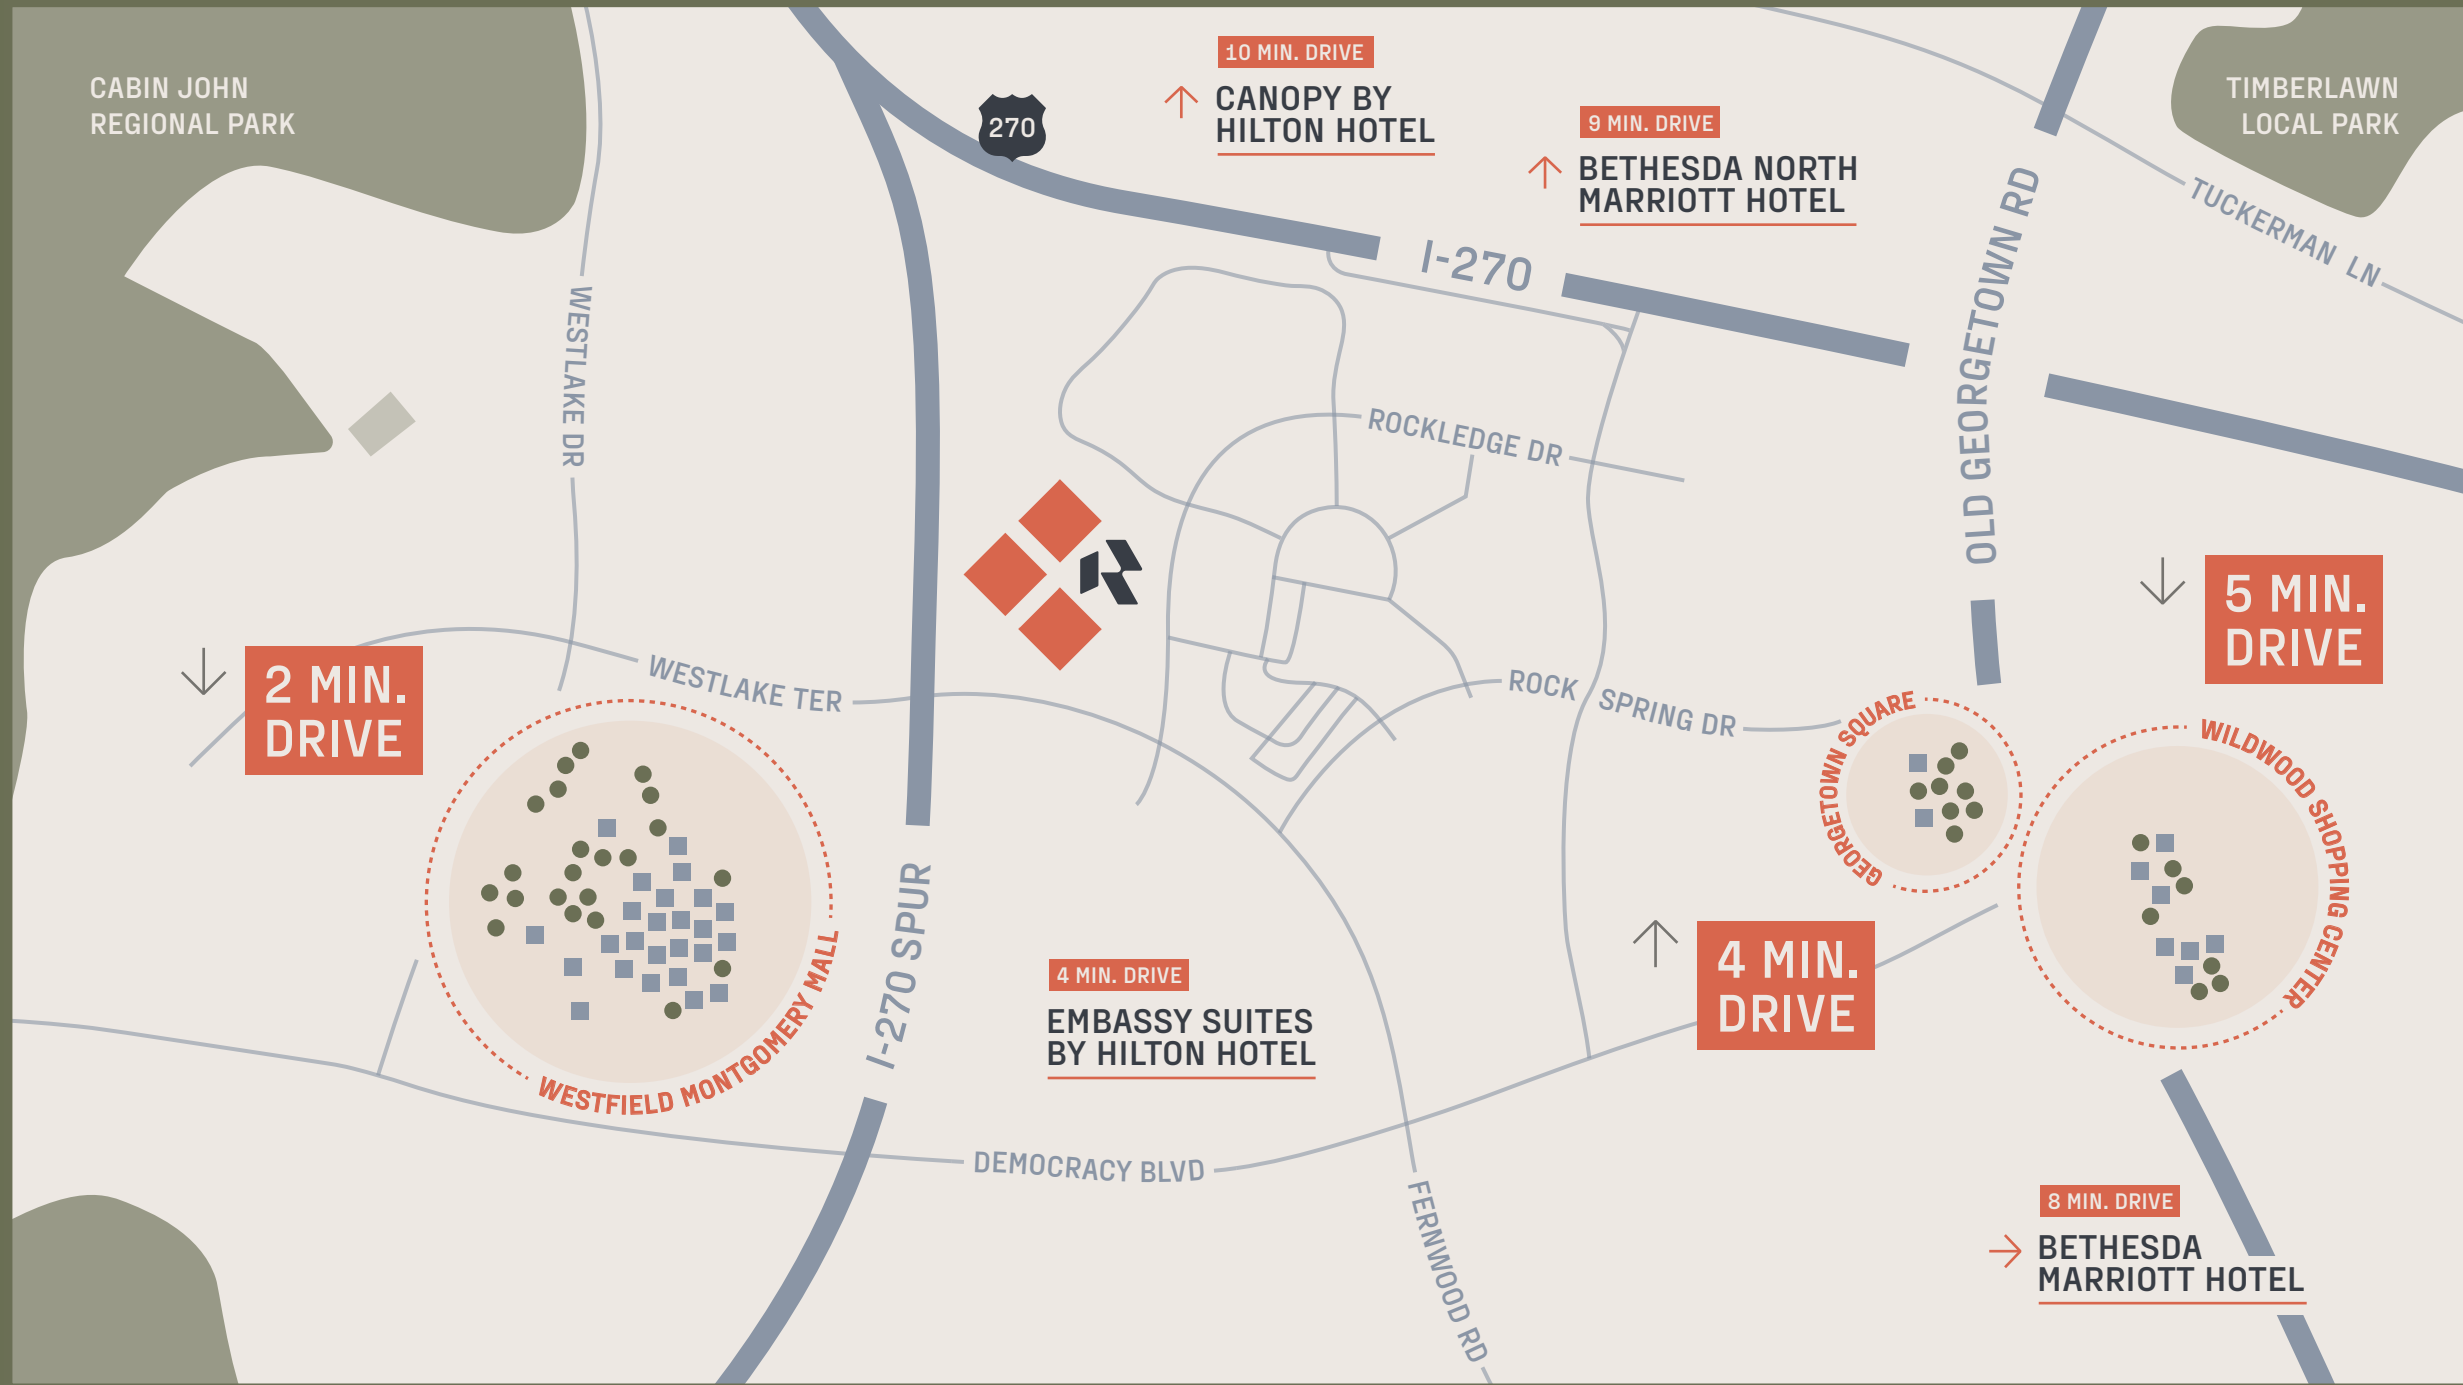 CABIN JOHN
REGIONAL PARK
10 MIN. DRIVE
CANOPY BY
HILTON HOTEL
270
9 MIN. DRIVE
BETHESDA NORTH
MARRIOTT HOTEL
TIMBERLAWN
LOCAL PARK
TUCKERMAN LN
I-270
OLD GEORGETOWN RD
WESTLAKE DR
ROCKLEDGE DR
R
5 MIN.
DRIVE
2 MIN.
DRIVE
WESTLAKE TER
ROCK SPRING DR
GEORGETOWN SQUARE
WILDWOOD SHOPPING CENTER
WESTFIELD MONTGOMERY MALL
I-270 SPUR
4 MIN. DRIVE
EMBASSY SUITES
BY HILTON HOTEL
4 MIN.
DRIVE
DEMOCRACY BLVD
FERNWOOD RD
8 MIN. DRIVE
BETHESDA
MARRIOTT HOTEL